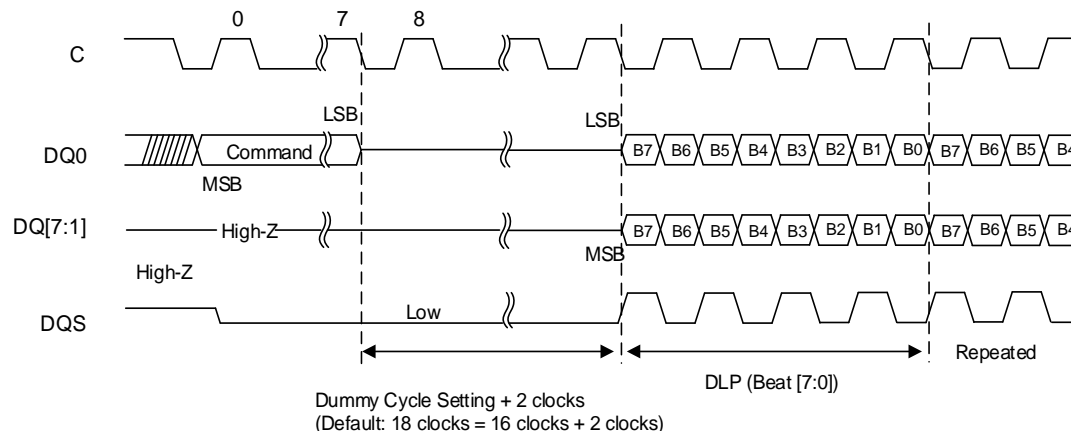 0 7 8
C
LSB LSB
DQ0 Command B7 B6 B5 B4 B3 B2 B1 B0 B7 B6 B5 B4
MSB
DQ[7:1] High-Z B7 B6 B5 B4 B3 B2 B1 B0 B7 B6 B5 B4
MSB
High-Z
DQS Low
Repeated
DLP (Beat [7:0])
Dummy Cycle Setting + 2 clocks
(Default: 18 clocks = 16 clocks + 2 clocks)